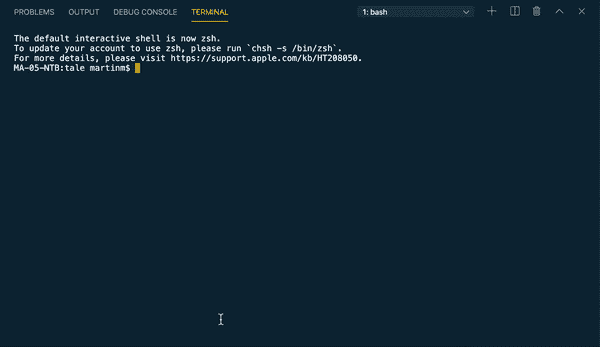 PROBLEMS OUTPUT DEBUG CONSOLE TERMINAL 1: bash
The default interactive shell is now zsh.
To update your account to use zsh, please run `chsh -s /bin/zsh`.
For more details, please visit https://support.apple.com/kb/HT208050.
MA-05-NTB:tale martinm$